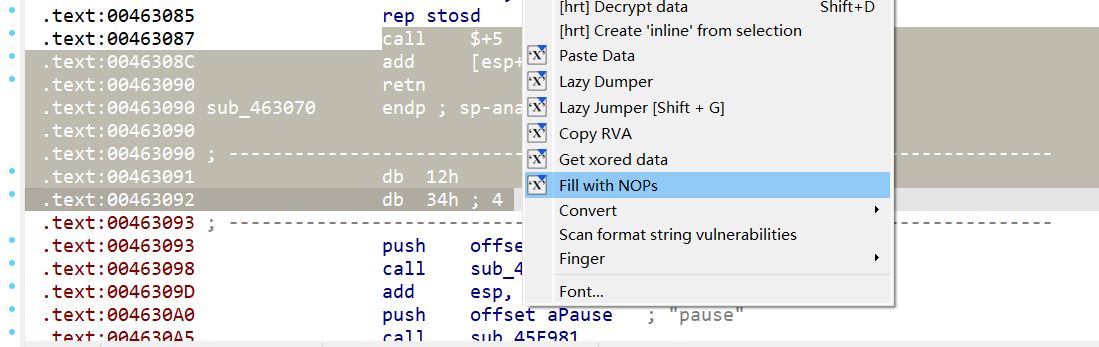 .text:00463085 rep stosd
.text:00463087 call $+5
.text:0046308C add [esp+
.text:00463090 retn
.text:00463090 sub_463070 endp ; sp-ana
.text:00463090
.text:00463090 ; ---------------------------------------------------------------------------
.text:00463091 db 12h
.text:00463092 db 34h ; 4
.text:00463093 ; ---------------------------------------------------------------------------
.text:00463093 push offse
.text:00463098 call sub_4
.text:0046309D add esp,
.text:004630A0 push offset aPause ; "pause"
.text:004630A5 call sub_45F981
[hrt] Decrypt data Shift+D
[hrt] Create 'inline' from selection
Paste Data
Lazy Dumper
Lazy Jumper [Shift + G]
Copy RVA
Get xored data
Fill with NOPs
Convert
Scan format string vulnerabilities
Finger
Font...